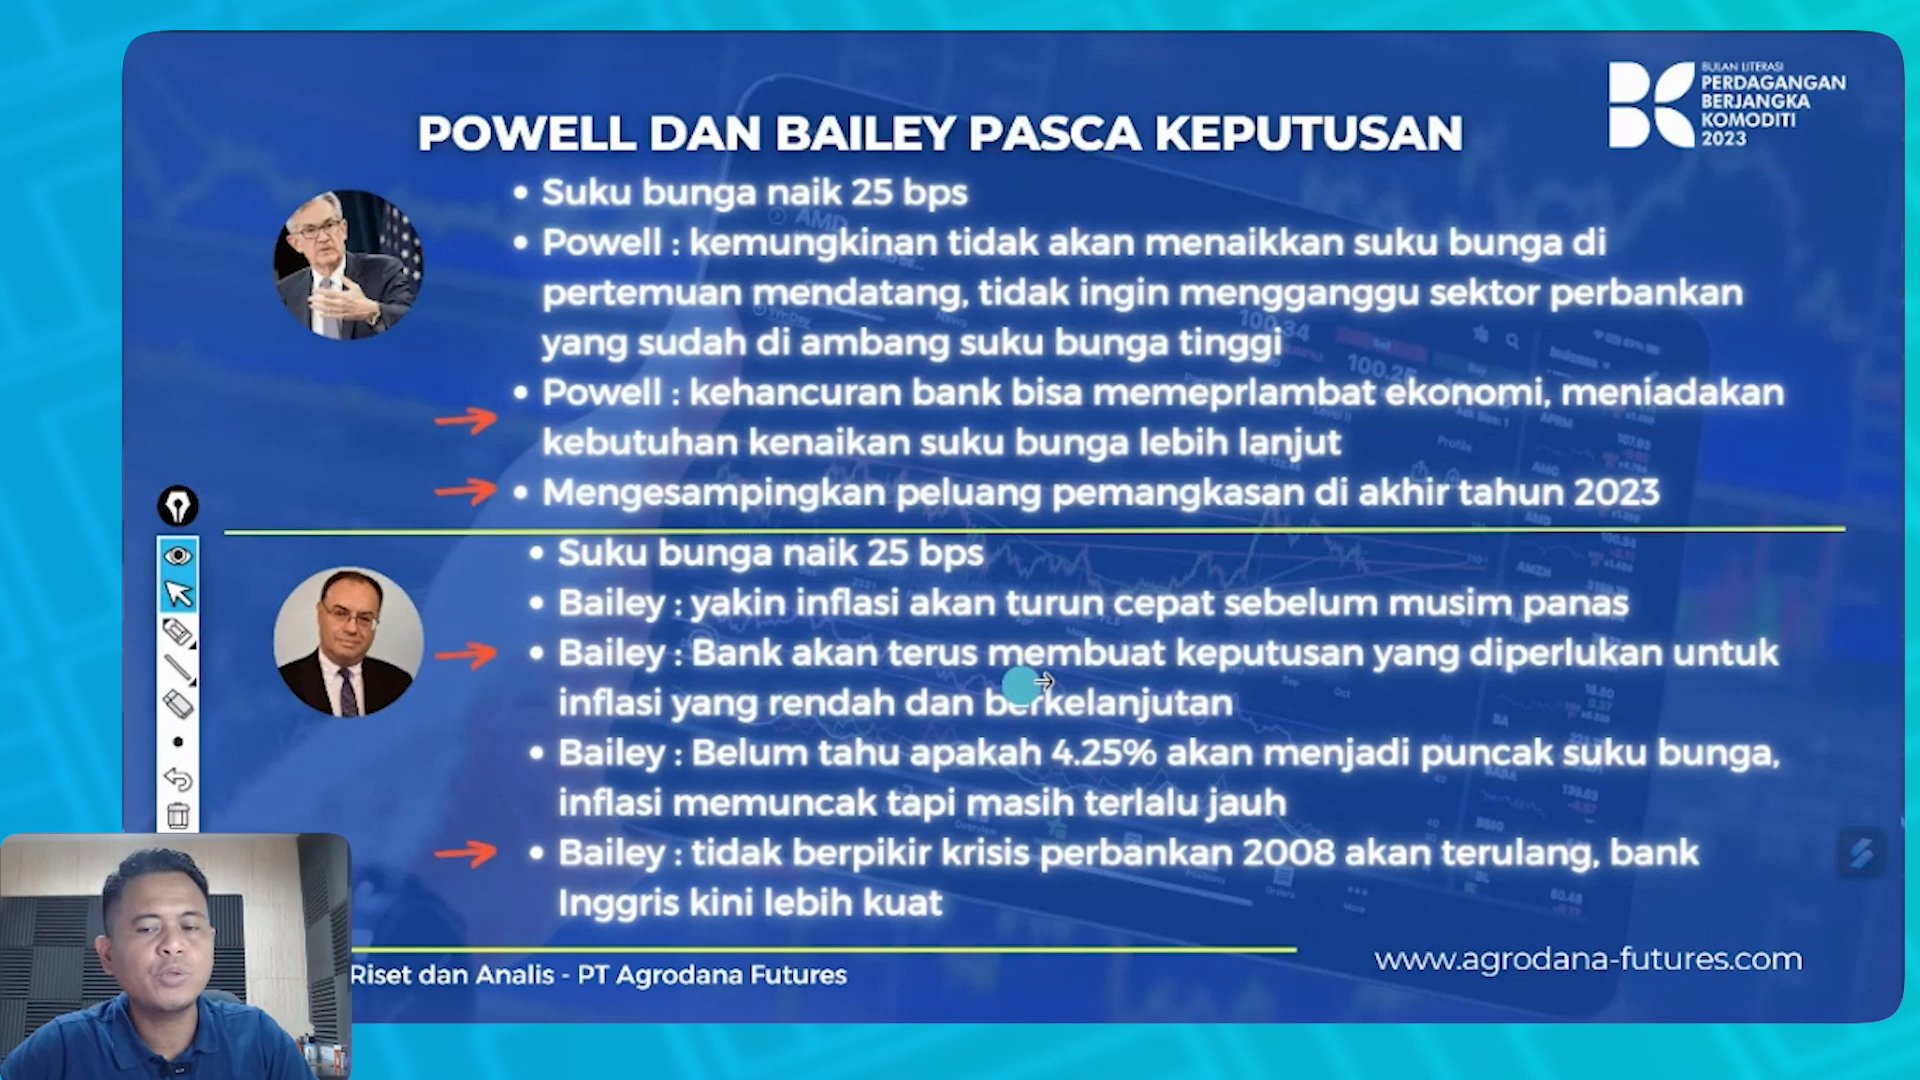 BULAN LITERASI
PERDAGANGAN
BERJANGKA
KOMODITI
2023
POWELL DAN BAILEY PASCA KEPUTUSAN
• Suku bunga naik 25 bps
• Powell : kemungkinan tidak akan menaikkan suku bunga di
pertemuan mendatang, tidak ingin mengganggu sektor perbankan
yang sudah di ambang suku bunga tinggi
• Powell : kehancuran bank bisa memeprlambat ekonomi, meniadakan
kebutuhan kenaikan suku bunga lebih lanjut
• Mengesampingkan peluang pemangkasan di akhir tahun 2023
• Suku bunga naik 25 bps
• Bailey : yakin inflasi akan turun cepat sebelum musim panas
• Bailey : Bank akan terus membuat keputusan yang diperlukan untuk
inflasi yang rendah dan berkelanjutan
• Bailey : Belum tahu apakah 4.25% akan menjadi puncak suku bunga,
inflasi memuncak tapi masih terlalu jauh
• Bailey : tidak berpikir krisis perbankan 2008 akan terulang, bank
Inggris kini lebih kuat
Riset dan Analis - PT Agrodana Futures
www.agrodana-futures.com